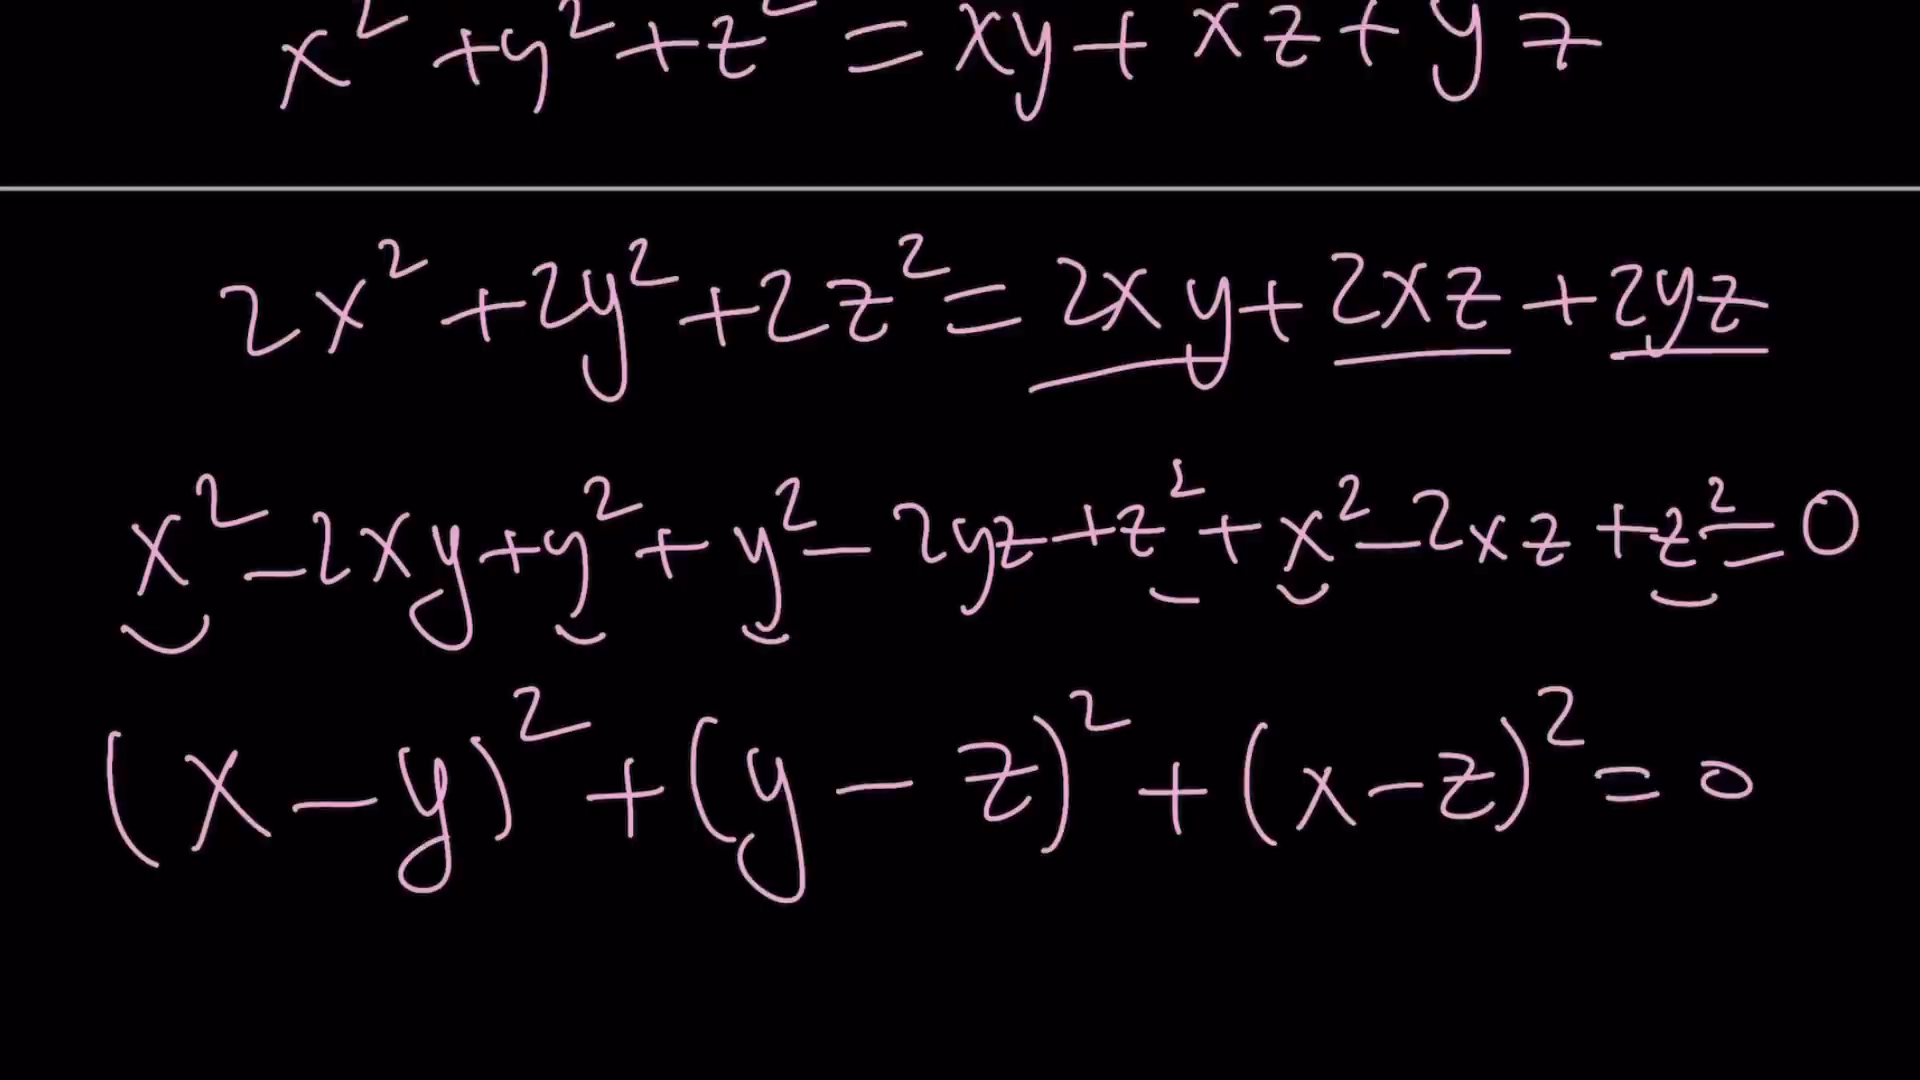 x² + y² + z² = xy + xz + yz
2x² + 2y² + 2z² = 2xy + 2xz + 2yz
x² - 2xy + y² + y² - 2yz + z² + x² - 2xz + z² = 0
(x - y)² + (y - z)² + (x - z)² = 0